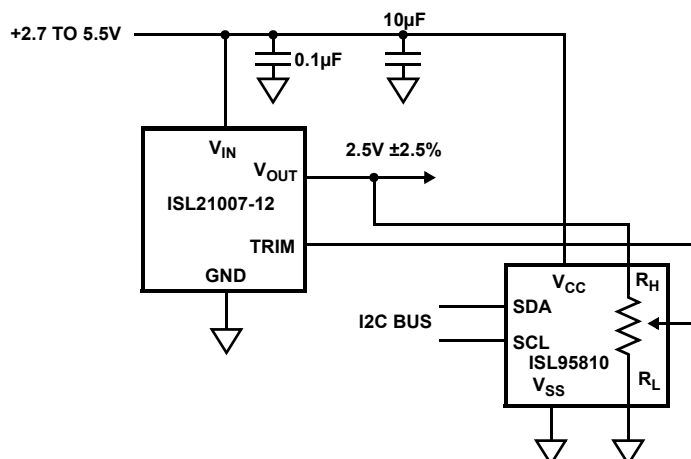 +2.7 TO 5.5V
10µF
0.1µF
VIN
VOUT
2.5V ±2.5%
ISL21007-12
TRIM
GND
VCC
RH
SDA
I2C BUS
SCL
ISL95810
VSS
RL